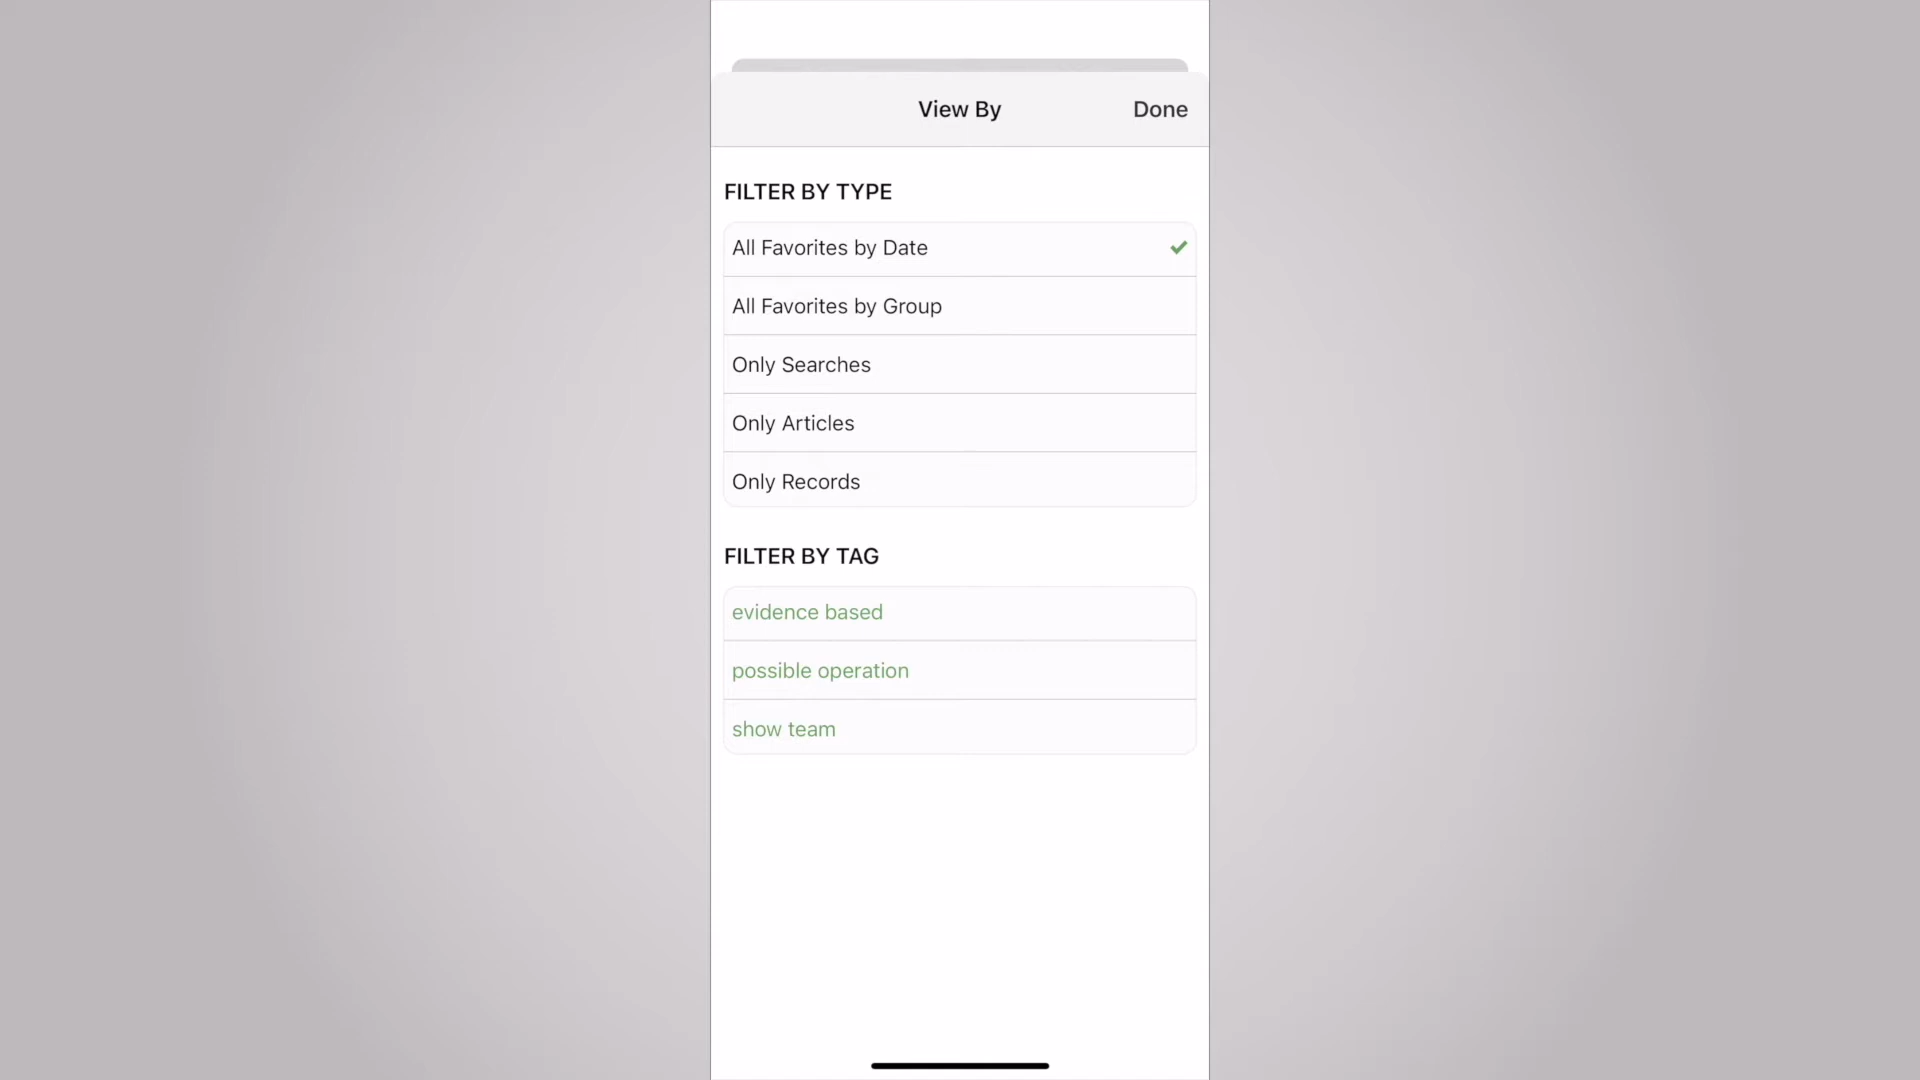 View By
Done
FILTER BY TYPE
All Favorites by Date
All Favorites by Group
Only Searches
Only Articles
Only Records
FILTER BY TAG
evidence based
possible operation
show team